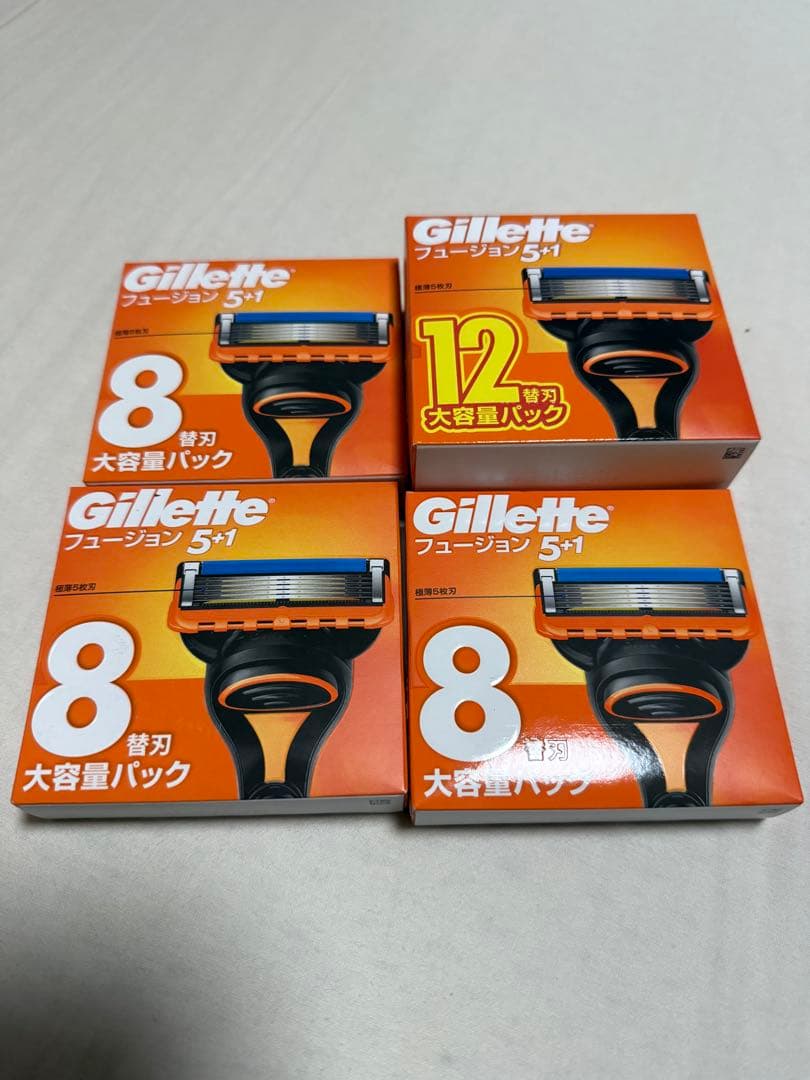 Gillette
フュージョン 5+1
極薄5枚刃
8
替刃
大容量パック
Gillette
フュージョン 5+1
極薄5枚刃
12
替刃
大容量パック
Gillette
フュージョン 5+1
極薄5枚刃
8
替刃
大容量パック
Gillette
フュージョン 5+1
極薄5枚刃
8
替刃
大容量パック